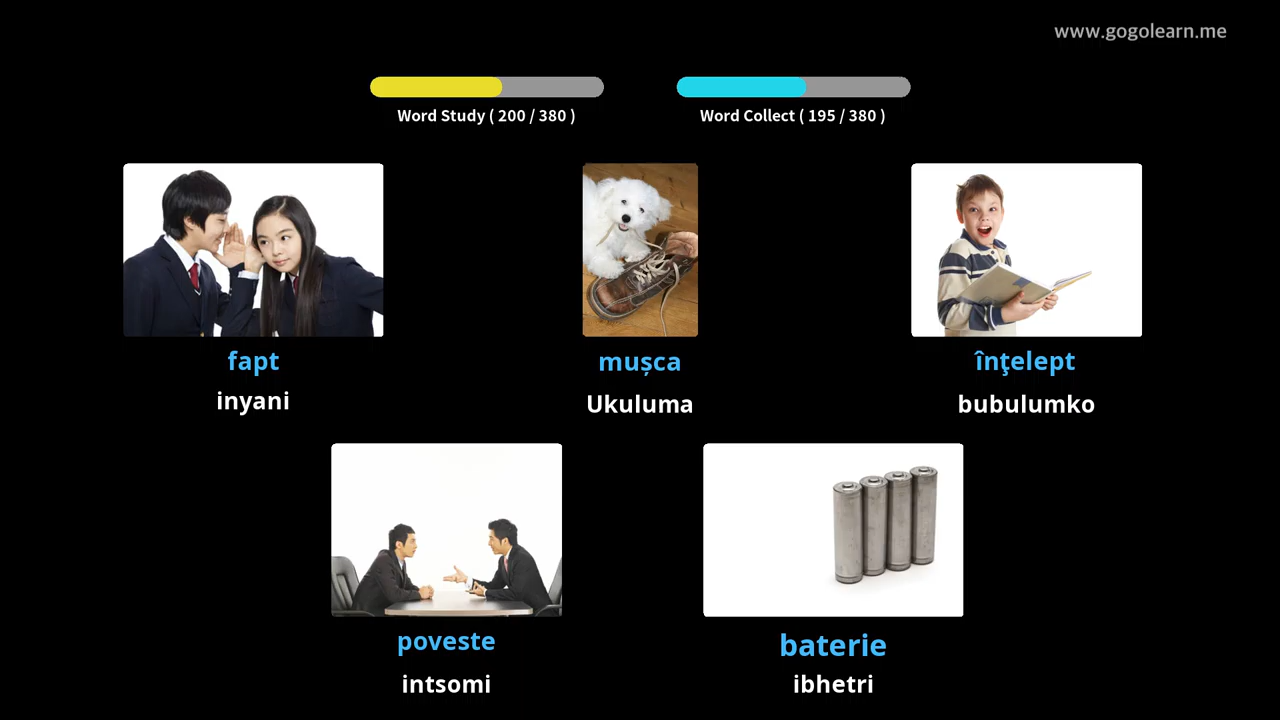 www.gogolearn.me
Word Study ( 200 / 380 )
Word Collect ( 195 / 380 )
fapt
inyani
mușca
Ukuluma
înţelept
bubulumko
poveste
intsomi
baterie
ibhetri